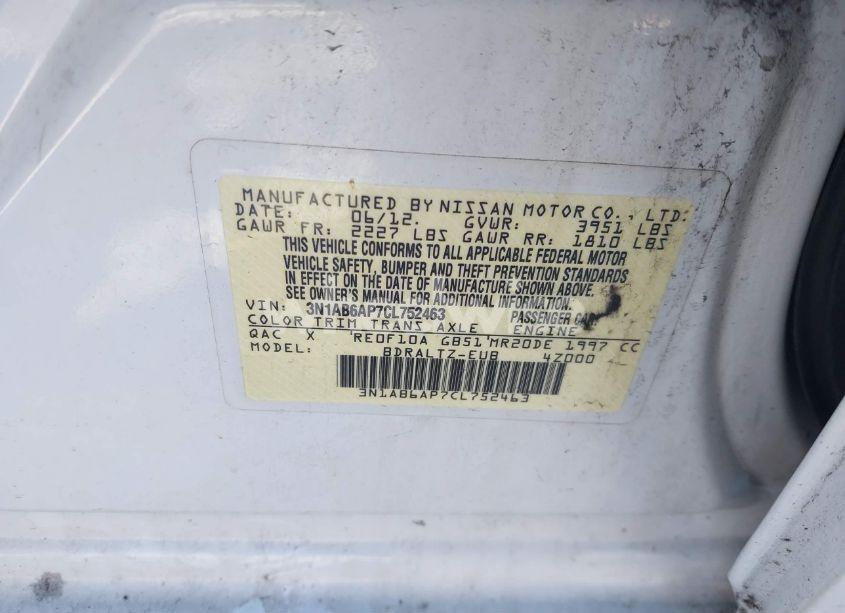 MANUFACTURED BY NISSAN MOTOR CO., LTD.
DATE: 06/12. GVWR: 3951 LBS
GAWR FR: 2227 LBS GAWR RR: 1810 LBS
THIS VEHICLE CONFORMS TO ALL APPLICABLE FEDERAL MOTOR
VEHICLE SAFETY, BUMPER AND THEFT PREVENTION STANDARDS
IN EFFECT ON THE DATE OF MANUFACTURE SHOWN ABOVE.
SEE OWNER'S MANUAL FOR ADDITIONAL INFORMATION.
VIN: 3N1AB6AP7CL752463 PASSENGER CAR
COLOR TRIM TRANS AXLE ENGINE
QAC X RE0F10A GB51 MR20DE 1997 CC
MODEL: BDRALTZ-EUB 4Z000
3N1AB6AP7CL752463